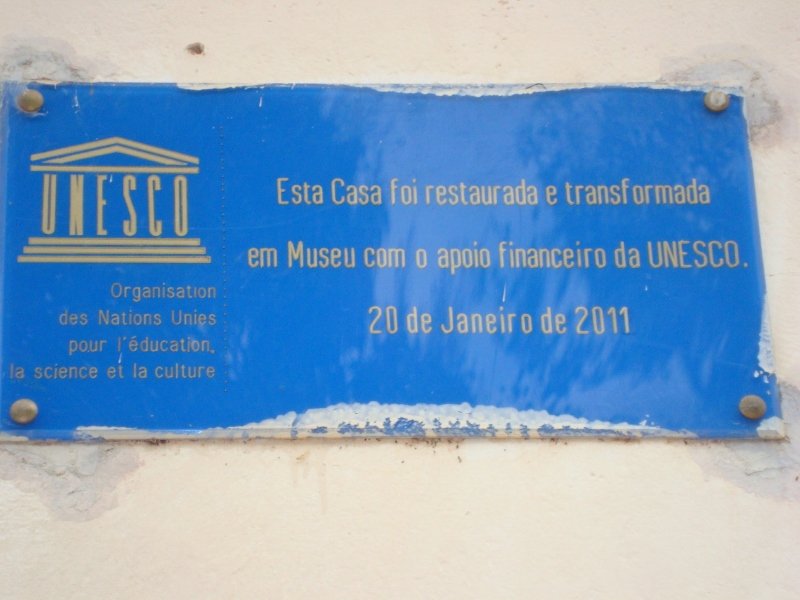 UNESCO
Organisation
des Nations Unies
pour l'éducation,
la science et la culture
Esta Casa foi restaurada e transformada
em Museu com o apoio financeiro da UNESCO.
20 de Janeiro de 2011